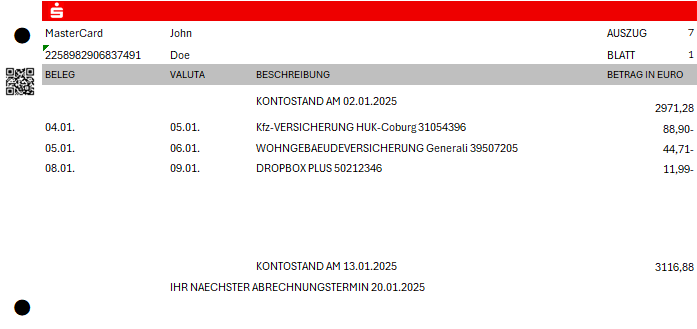 MasterCard John AUSZUG 7
2258982906837491 Doe BLATT 1
BELEG VALUTA BESCHREIBUNG BETRAG IN EURO
KONTOSTAND AM 02.01.2025 2971,28
04.01. 05.01. Kfz-VERSICHERUNG HUK-Coburg 31054396 88,90-
05.01. 06.01. WOHNGEBAEUDEVERSICHERUNG Generali 39507205 44,71-
08.01. 09.01. DROPBOX PLUS 50212346 11,99-
KONTOSTAND AM 13.01.2025 3116,88
IHR NAECHSTER ABRECHNUNGSTERMIN 20.01.2025